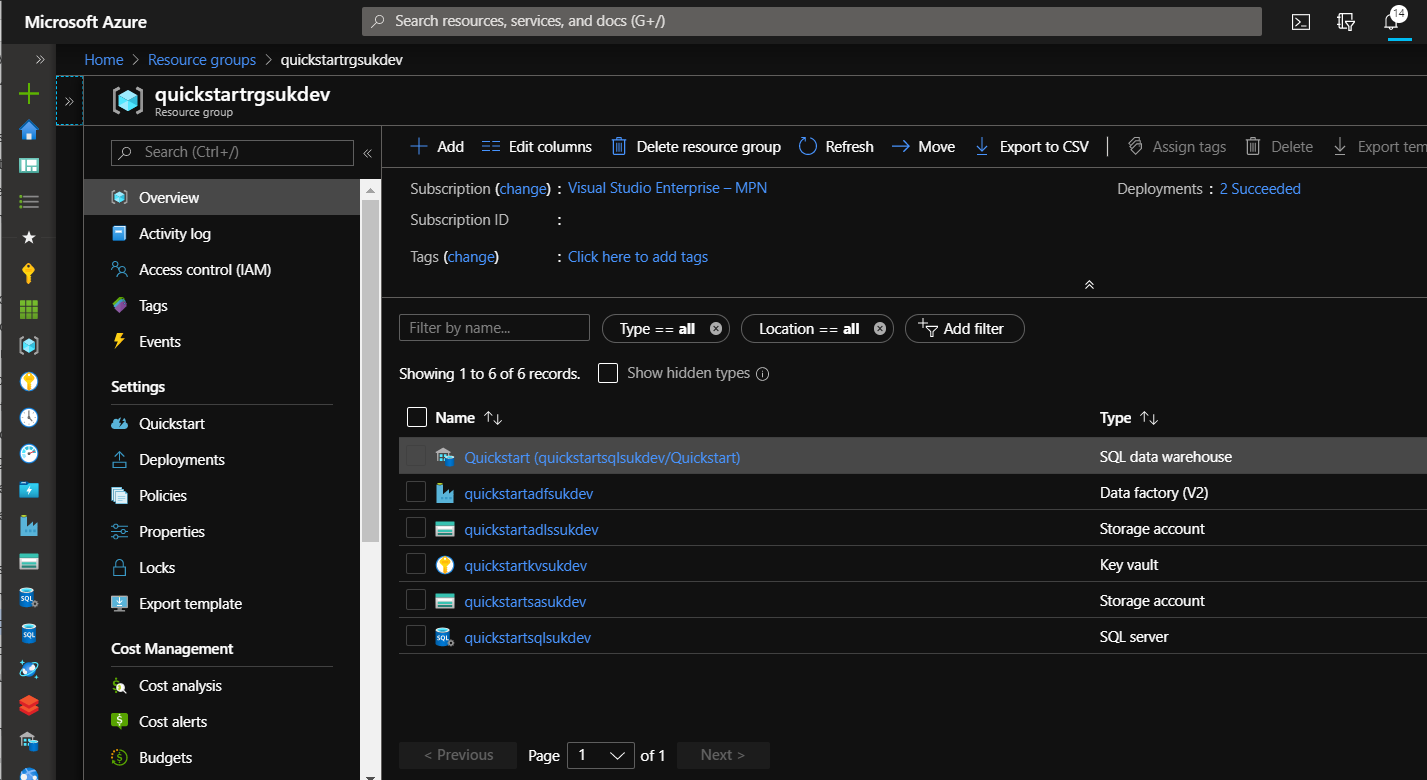 Microsoft Azure
Search resources, services, and docs (G+/)
14
Home > Resource groups > quickstartrgsukdev
quickstartrgsukdev
Resource group
Search (Ctrl+/)
Overview
Activity log
Access control (IAM)
Tags
Events
Settings
Quickstart
Deployments
Policies
Properties
Locks
Export template
Cost Management
Cost analysis
Cost alerts
Budgets
Add Edit columns Delete resource group Refresh Move Export to CSV Assign tags Delete Export tem
Subscription (change) : Visual Studio Enterprise – MPN Deployments : 2 Succeeded
Subscription ID :
Tags (change) : Click here to add tags
Filter by name... Type == all Location == all Add filter
Showing 1 to 6 of 6 records. Show hidden types
Name Type
Quickstart (quickstartsqlsukdev/Quickstart) SQL data warehouse
quickstartadfsukdev Data factory (V2)
quickstartadlssukdev Storage account
quickstartkvsukdev Key vault
quickstartsasukdev Storage account
quickstartsqlsukdev SQL server
< Previous Page 1 of 1 Next >
SQL
SQL
SQL